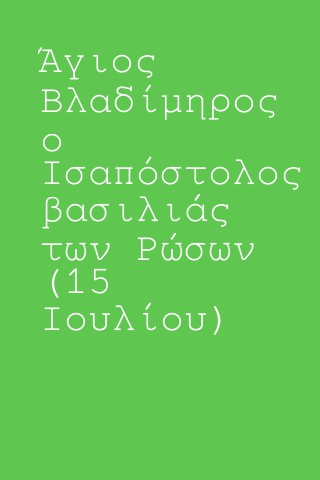 Άγιος
Βλαδίμηρος
ο
Ισαπόστολος
βασιλιάς
των Ρώσων
(15
Ιουλίου)